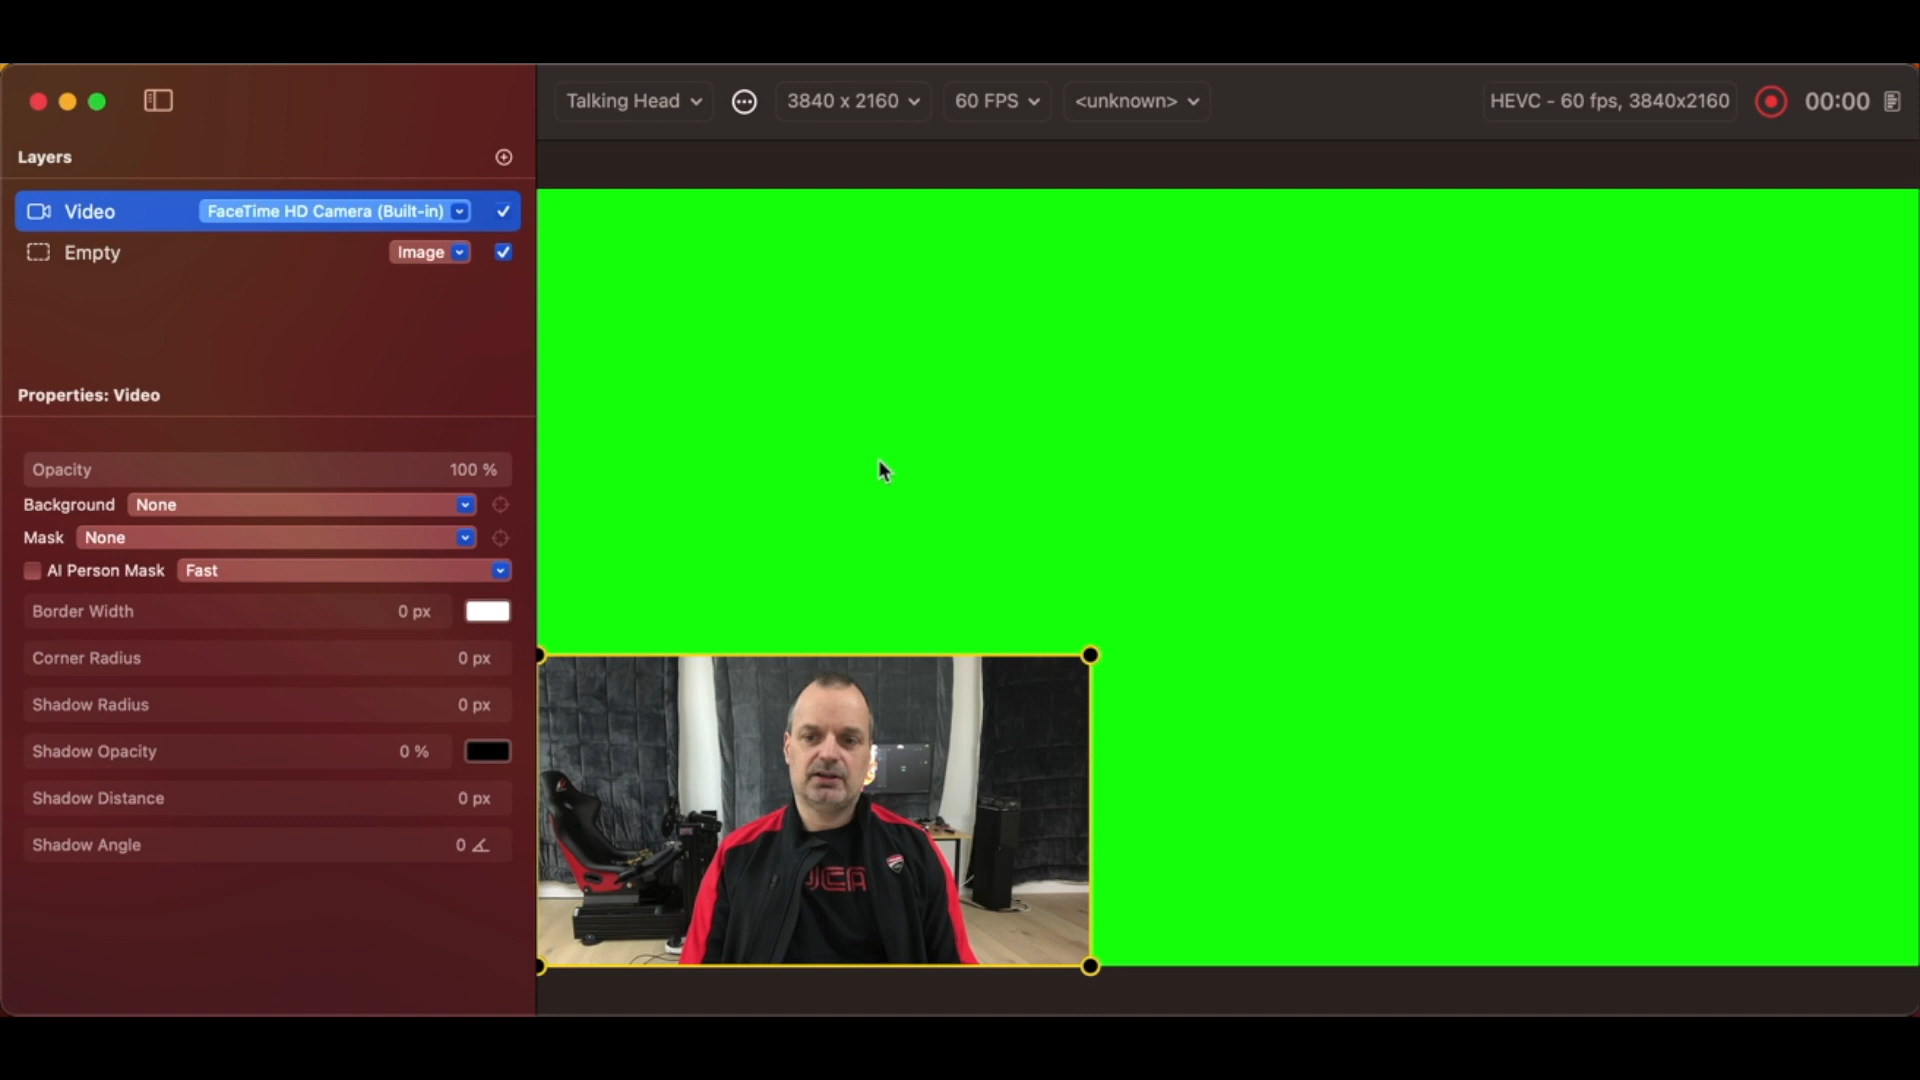 Talking Head
3840 x 2160
60 FPS
<unknown>
HEVC - 60 fps, 3840x2160
00:00
Layers
Video
FaceTime HD Camera (Built-in)
Empty
Image
Properties: Video
Opacity
100 %
Background
None
Mask
None
AI Person Mask
Fast
Border Width
0 px
Corner Radius
0 px
Shadow Radius
0 px
Shadow Opacity
0 %
Shadow Distance
0 px
Shadow Angle
0